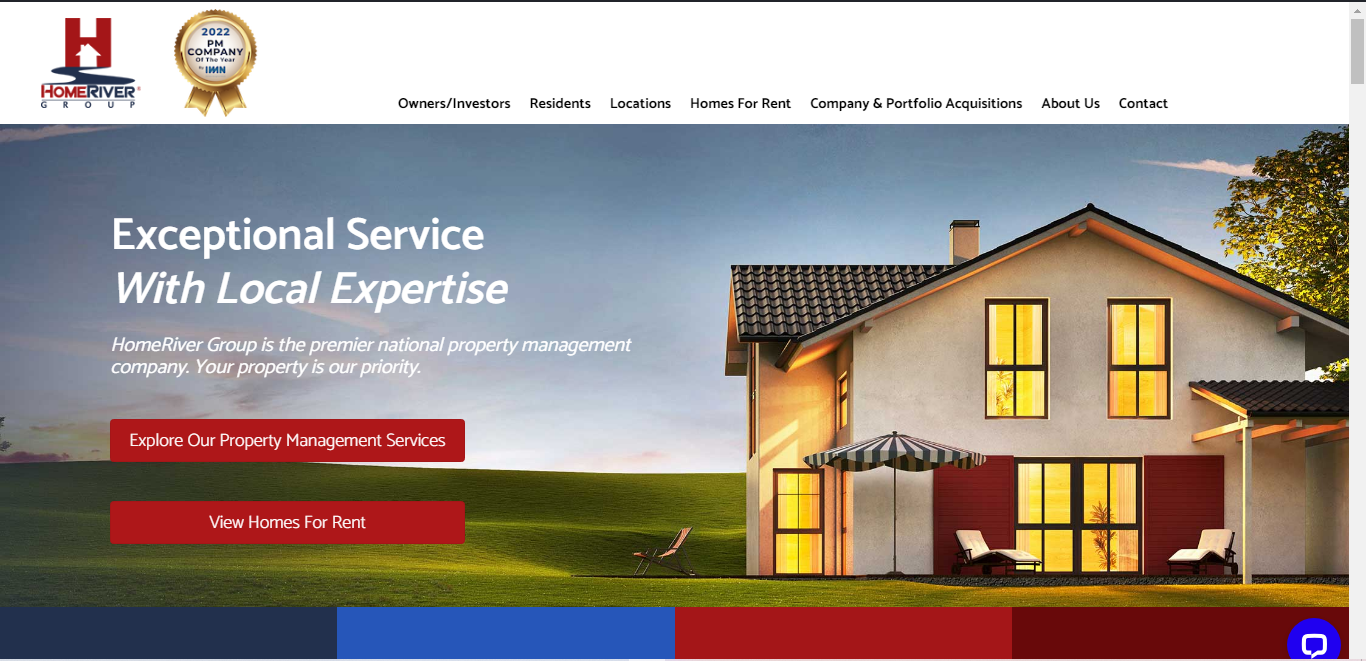 HOMERIVER®
GROUP
2022
PM
COMPANY
Of The Year
by IMN
Owners/Investors Residents Locations Homes For Rent Company & Portfolio Acquisitions About Us Contact
Exceptional Service
With Local Expertise
HomeRiver Group is the premier national property management
company. Your property is our priority.
Explore Our Property Management Services
View Homes For Rent